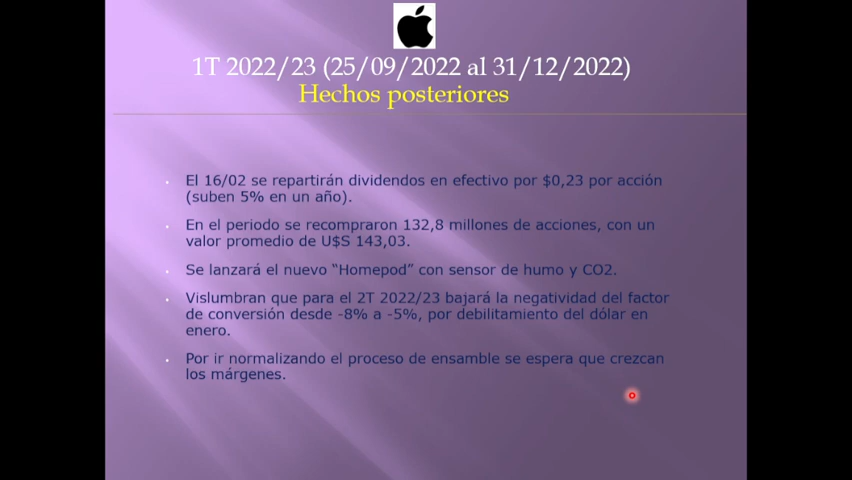 1T 2022/23 (25/09/2022 al 31/12/2022)
Hechos posteriores
• El 16/02 se repartirán dividendos en efectivo por $0,23 por acción
(suben 5% en un año).
• En el periodo se recompraron 132,8 millones de acciones, con un
valor promedio de U$S 143,03.
• Se lanzará el nuevo “Homepod” con sensor de humo y CO2.
• Vislumbran que para el 2T 2022/23 bajará la negatividad del factor
de conversión desde -8% a -5%, por debilitamiento del dólar en
enero.
• Por ir normalizando el proceso de ensamble se espera que crezcan
los márgenes.